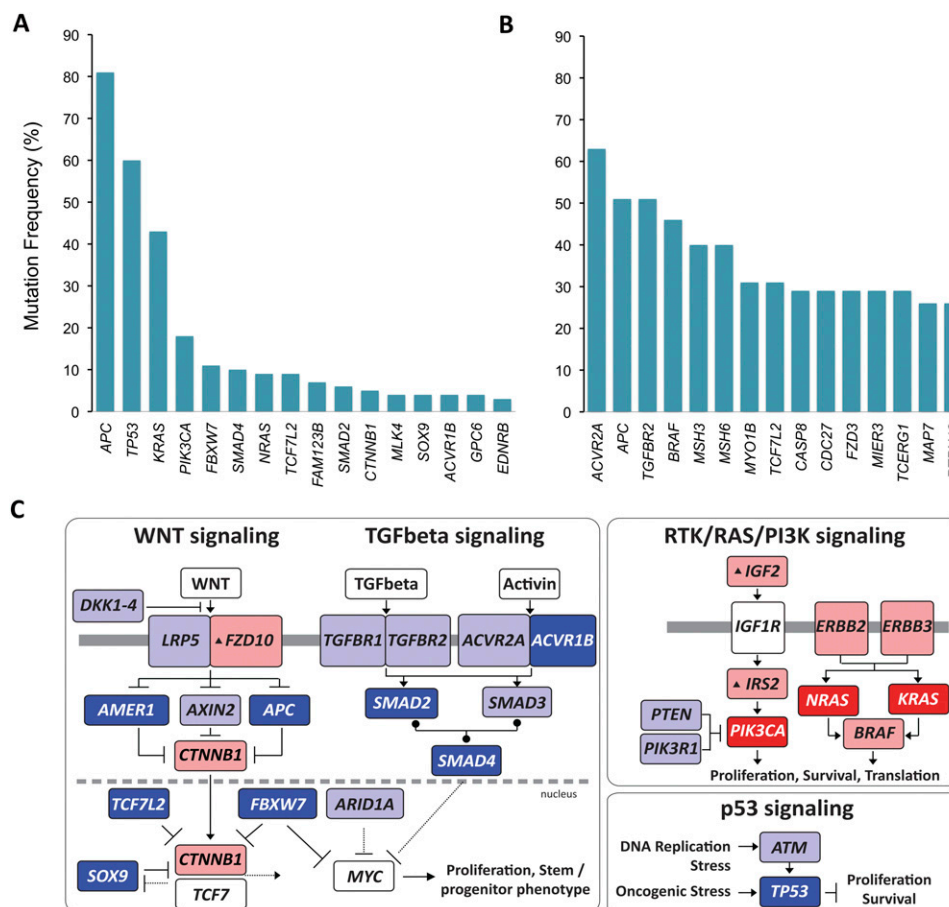 A
B
90
80
70
60
50
40
30
20
10
0
Mutation Frequency (%)
APC
TP53
KRAS
PIK3CA
FBXW7
SMAD4
NRAS
TCF7L2
FAM123B
SMAD2
CTNNB1
MLK4
SOX9
ACVR1B
GPC6
EDNRB
90
80
70
60
50
40
30
20
10
0
ACVR2A
APC
TGFBR2
BRAF
MSH3
MSH6
MYO1B
TCF7L2
CASP8
CDC27
FZD3
MIER3
TCERG1
MAP7
C
WNT signaling
TGFbeta signaling
WNT
TGFbeta
Activin
DKK1-4
LRP5
FZD10
TGFBR1
TGFBR2
ACVR2A
ACVR1B
AMER1
AXIN2
APC
SMAD2
SMAD3
CTNNB1
SMAD4
nucleus
TCF7L2
FBXW7
ARID1A
SOX9
CTNNB1
TCF7
MYC
Proliferation, Stem /
progenitor phenotype
RTK/RAS/PI3K signaling
IGF2
IGF1R
ERBB2
ERBB3
IRS2
NRAS
KRAS
PTEN
PIK3R1
PIK3CA
BRAF
Proliferation, Survival, Translation
p53 signaling
DNA Replication
Stress
ATM
Oncogenic Stress
TP53
Proliferation
Survival